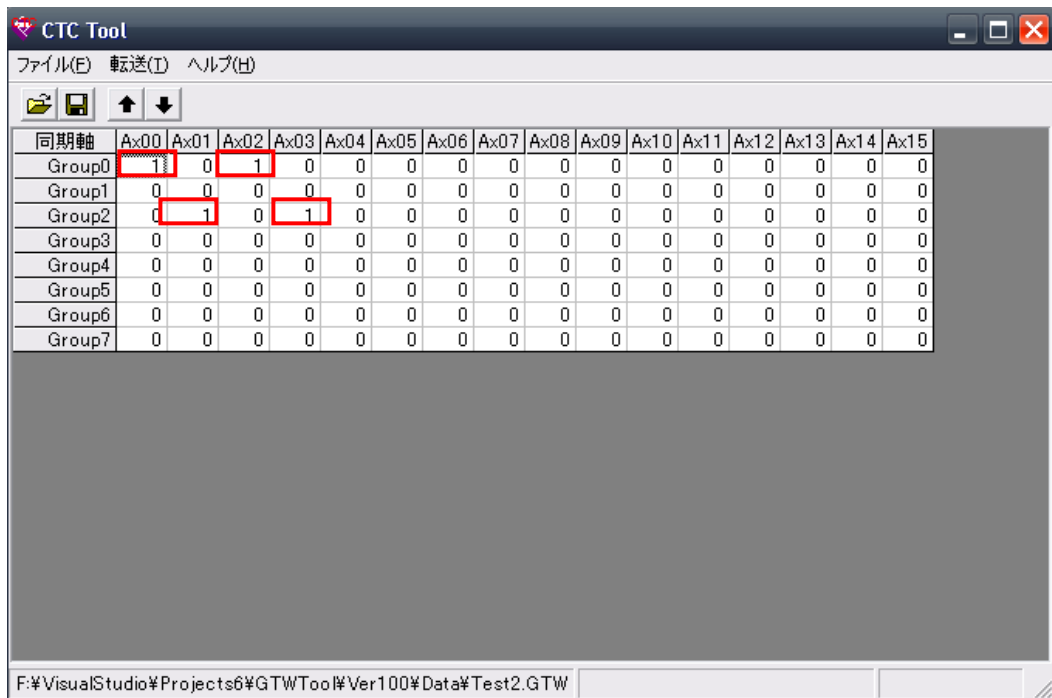 CTC Tool
ファイル(F) 転送(T) ヘルプ(H)
同期軸 Ax00 Ax01 Ax02 Ax03 Ax04 Ax05 Ax06 Ax07 Ax08 Ax09 Ax10 Ax11 Ax12 Ax13 Ax14 Ax15
Group0 1 0 1 0 0 0 0 0 0 0 0 0 0 0 0 0
Group1 0 0 0 0 0 0 0 0 0 0 0 0 0 0 0 0
Group2 0 1 0 1 0 0 0 0 0 0 0 0 0 0 0 0
Group3 0 0 0 0 0 0 0 0 0 0 0 0 0 0 0 0
Group4 0 0 0 0 0 0 0 0 0 0 0 0 0 0 0 0
Group5 0 0 0 0 0 0 0 0 0 0 0 0 0 0 0 0
Group6 0 0 0 0 0 0 0 0 0 0 0 0 0 0 0 0
Group7 0 0 0 0 0 0 0 0 0 0 0 0 0 0 0 0
F:¥VisualStudio¥Projects6¥GTWTool¥Ver100¥Data¥Test2.GTW